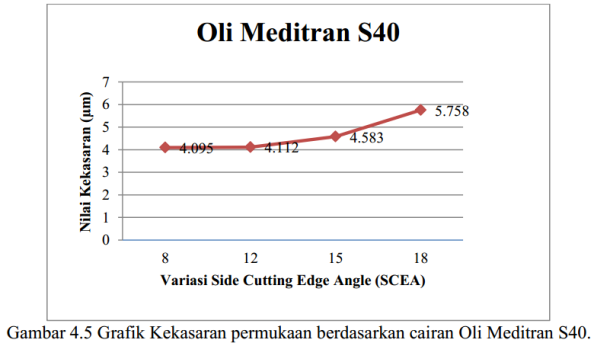 Oli Meditran S40
Nilai Kekasaran (µm)
7
6
5
4
3
2
1
0
4.095
4.112
4.583
5.758
8 12 15 18
Variasi Side Cutting Edge Angle (SCEA)
Gambar 4.5 Grafik Kekasaran permukaan berdasarkan cairan Oli Meditran S40.